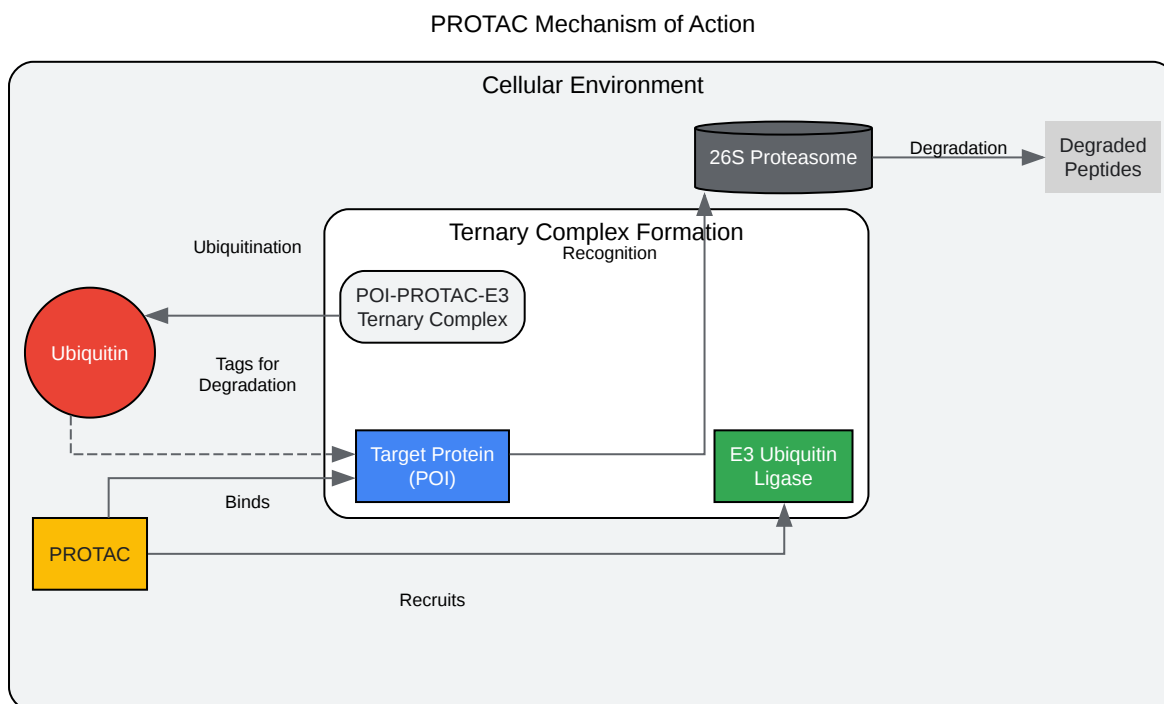 PROTAC Mechanism of Action
Cellular Environment
26S Proteasome
Degradation
Degraded
Peptides
Ternary Complex Formation
Recognition
Ubiquitination
POI-PROTAC-E3
Ternary Complex
Ubiquitin
Tags for
Degradation
Target Protein
(POI)
E3 Ubiquitin
Ligase
Binds
PROTAC
Recruits